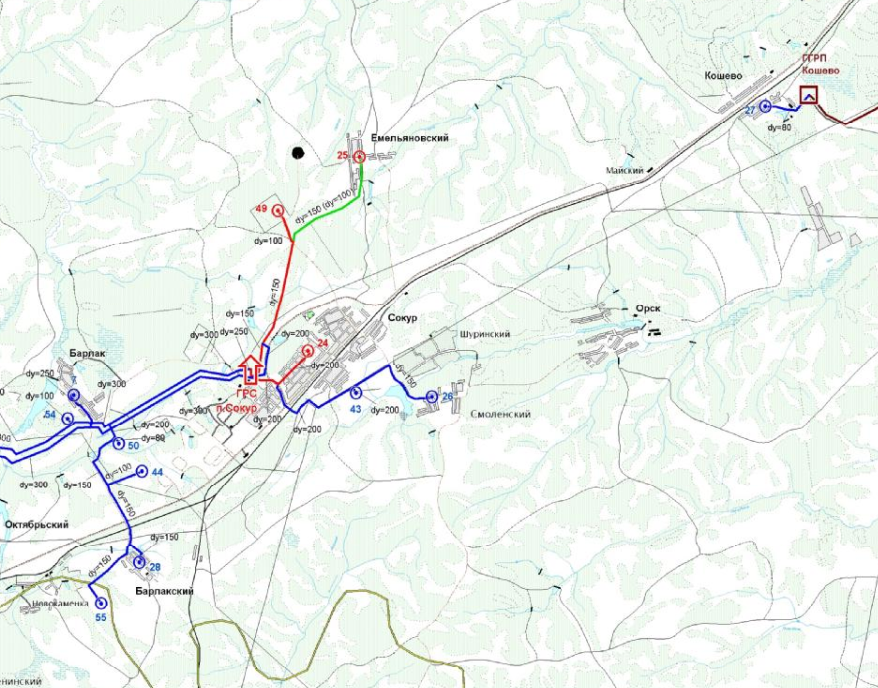 ГГРП
Кошево
Кошево
27
dy=80
Емельяновский
25
Майский
49
dy=150 (dy=100)
dy=100
dy=150
dy=150
dy=300
dy=250
dy=200
Сокур
Орск
Шуринский
24
dy=200
Барлак
dy=250
dy=300
dy=100
ГРС
п.Сокур
dy=150
26
43
dy=200
Смоленский
54
dy=300
dy=200
dy=200
dy=200
50
dy=80
44
dy=100
dy=300
dy=150
dy=150
Октябрьский
dy=150
dy=150
28
Барлакский
Новокаменка
55